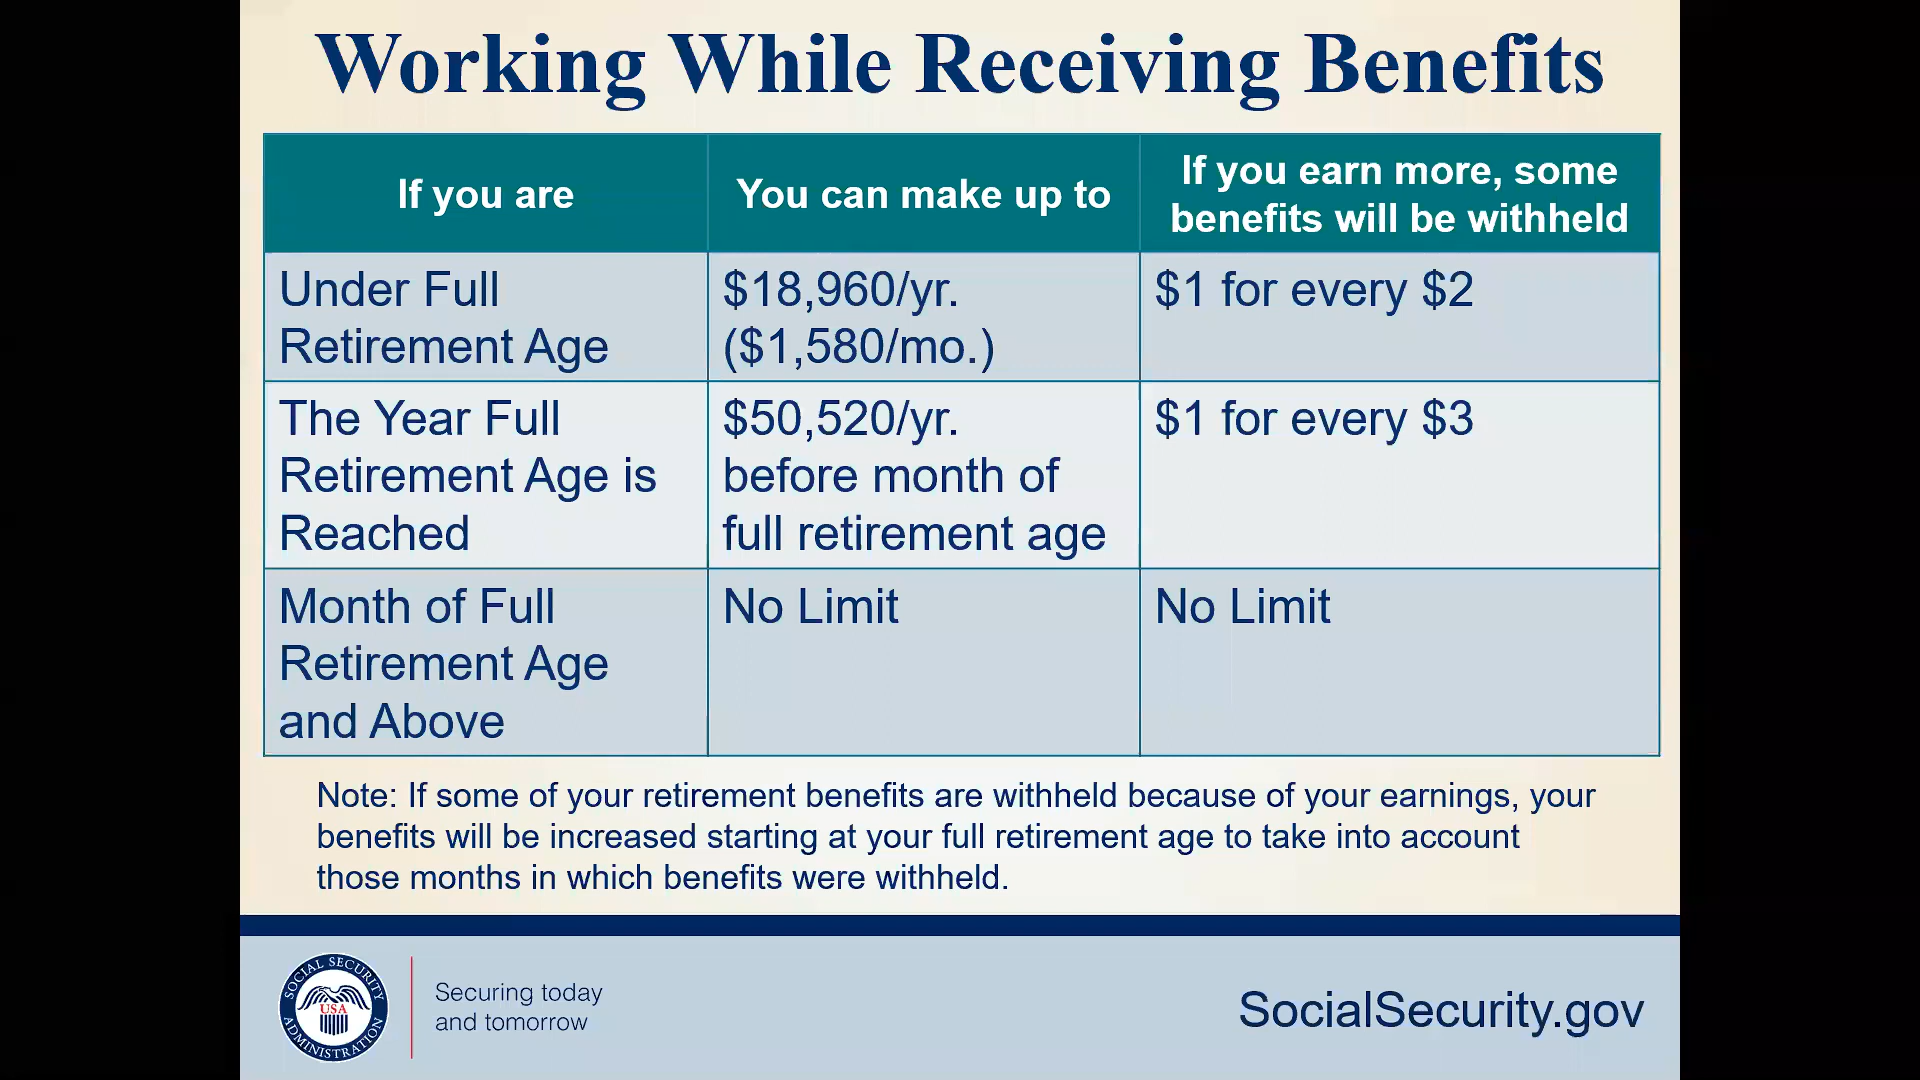 Working While Receiving Benefits
If you are
You can make up to
If you earn more, some
benefits will be withheld
Under Full
Retirement Age
$18,960/yr.
($1,580/mo.)
$1 for every $2
The Year Full
Retirement Age is
Reached
$50,520/yr.
before month of
full retirement age
$1 for every $3
Month of Full
Retirement Age
and Above
No Limit
No Limit
Note: If some of your retirement benefits are withheld because of your earnings, your
benefits will be increased starting at your full retirement age to take into account
those months in which benefits were withheld.
SOCIAL SECURITY
USA
ADMINISTRATION
Securing today
and tomorrow
SocialSecurity.gov